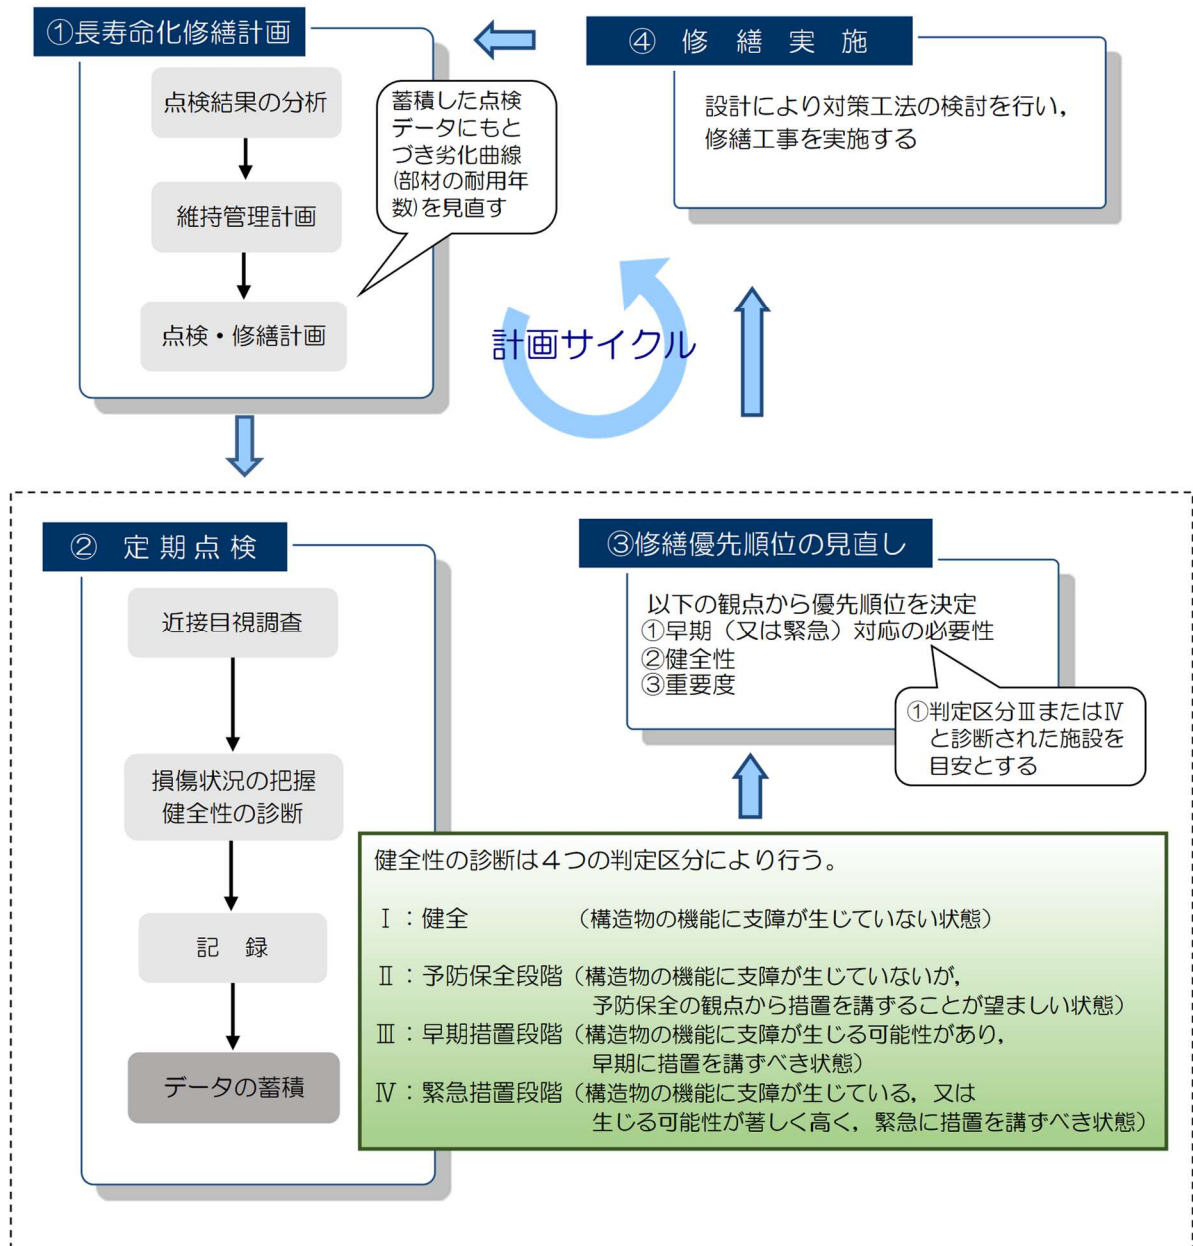 ①長寿命化修繕計画
点検結果の分析
維持管理計画
点検・修繕計画
蓄積した点検
データにもと
づき劣化曲線
(部材の耐用年
数)を見直す
④ 修 繕 実 施
設計により対策工法の検討を行い，
修繕工事を実施する
計画サイクル
② 定期点検
近接目視調査
損傷状況の把握
健全性の診断
記 録
データの蓄積
③修繕優先順位の見直し
以下の観点から優先順位を決定
①早期（又は緊急）対応の必要性
②健全性
③重要度
①判定区分ⅢまたはⅣ
と診断された施設を
目安とする
健全性の診断は４つの判定区分により行う。
Ⅰ：健全 （構造物の機能に支障が生じていない状態）
Ⅱ：予防保全段階（構造物の機能に支障が生じていないが，
予防保全の観点から措置を講ずることが望ましい状態）
Ⅲ：早期措置段階（構造物の機能に支障が生じる可能性があり，
早期に措置を講ずべき状態）
Ⅳ：緊急措置段階（構造物の機能に支障が生じている，又は
生じる可能性が著しく高く，緊急に措置を講ずべき状態）